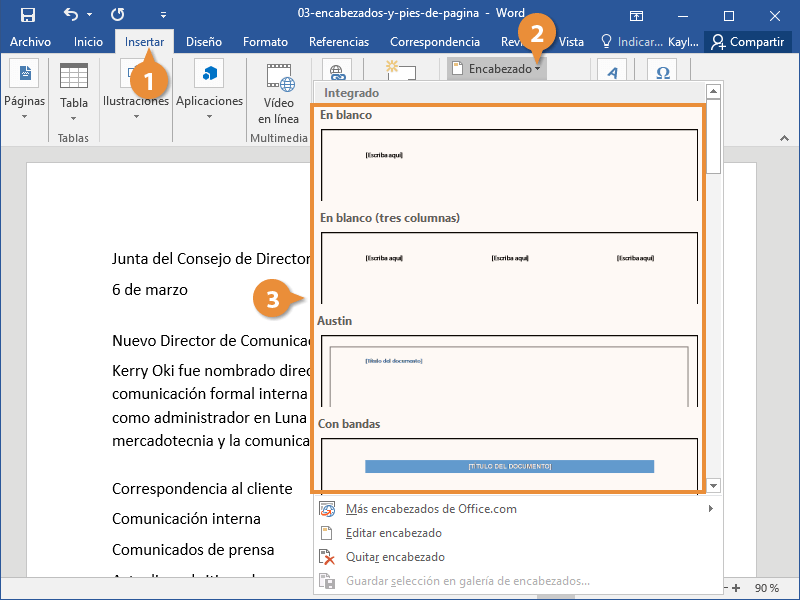 03-encabezados-y-pies-de-pagina - Word
Archivo Inicio Insertar Diseño Formato Referencias Correspondencia Vista Indicar... Kayl... Compartir
1
2
Páginas
Tabla
Ilustraciones
Aplicaciones
Vídeo
en línea
Encabezado
Tablas
Multimedia
Integrado
En blanco
[Escriba aquí]
En blanco (tres columnas)
[Escriba aquí] [Escriba aquí] [Escriba aquí]
Austin
[Título del documento]
Con bandas
[TÍTULO DEL DOCUMENTO]
Más encabezados de Office.com
Editar encabezado
Quitar encabezado
Guardar selección en galería de encabezados...
3
Junta del Consejo de Director
6 de marzo
Nuevo Director de Comunicac
Kerry Oki fue nombrado direc
comunicación formal interna
como administrador en Luna
mercadotecnia y la comunica
Correspondencia al cliente
Comunicación interna
Comunicados de prensa
90 %